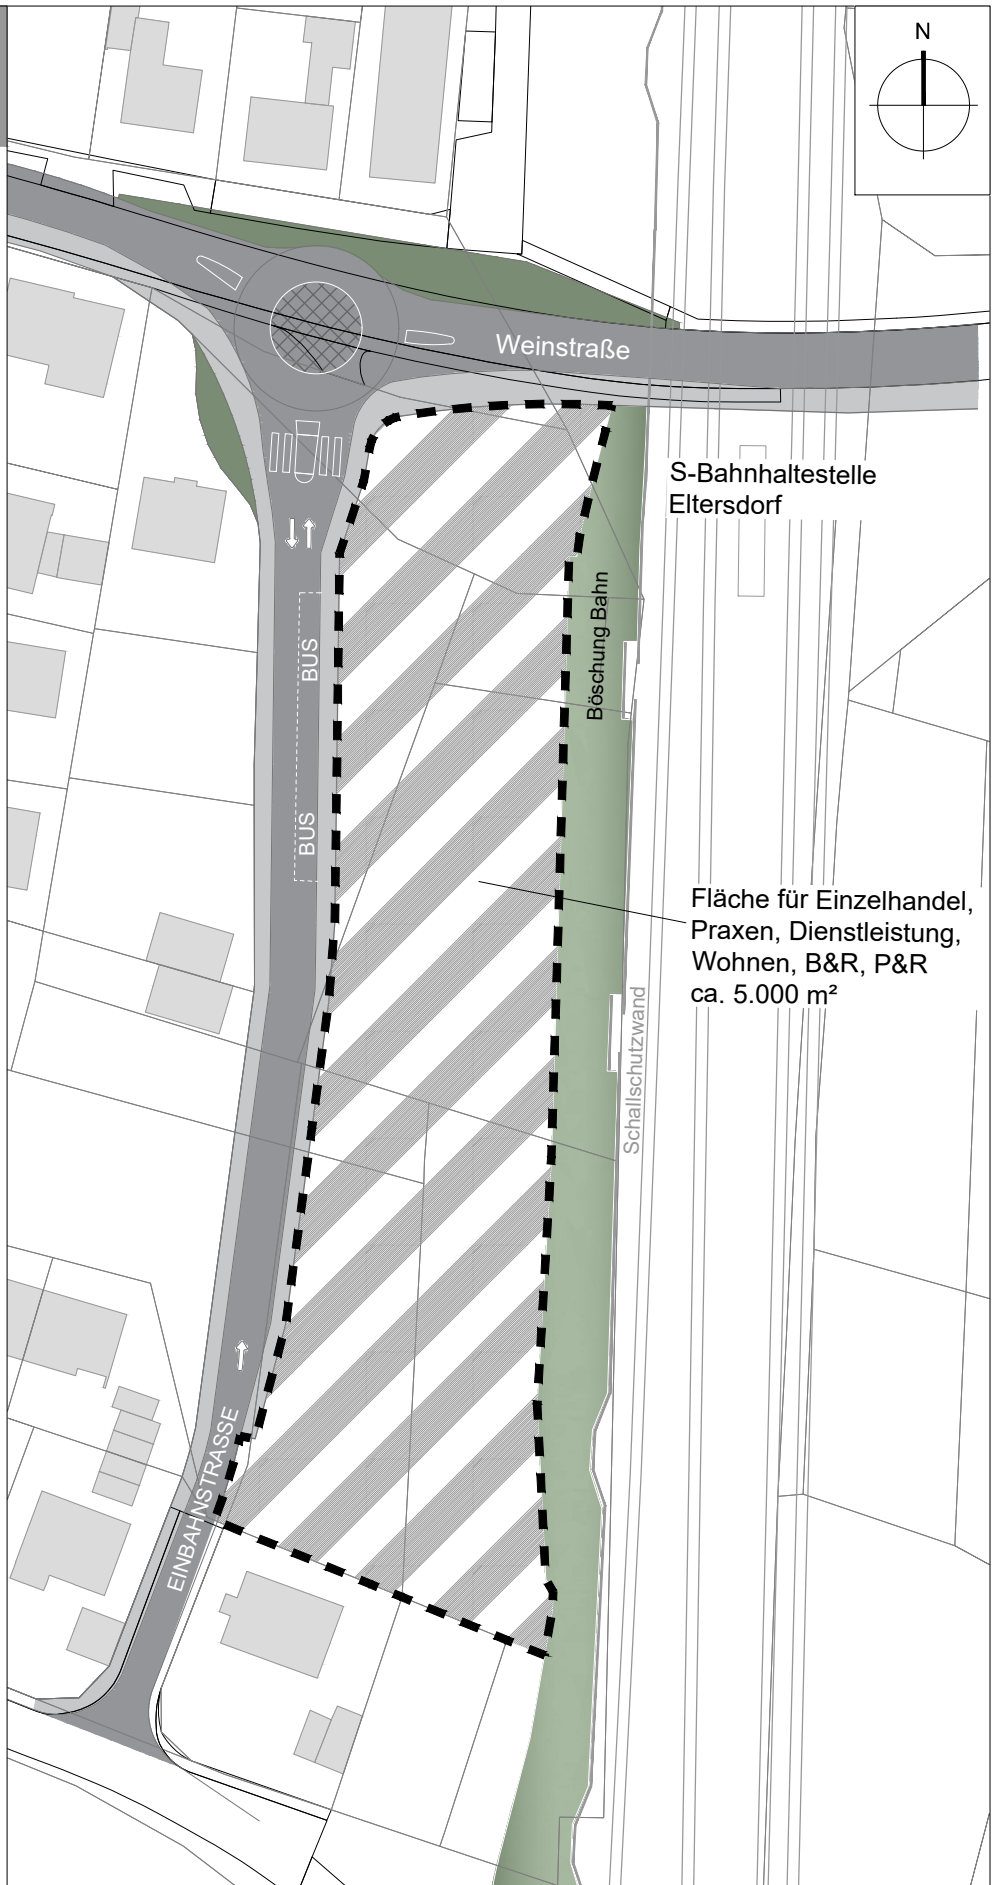 N
Weinstraße
S-Bahnhaltestelle
Eltersdorf
Böschung Bahn
BUS
BUS
Fläche für Einzelhandel,
Praxen, Dienstleistung,
Wohnen, B&R, P&R
ca. 5.000 m²
Schallschutzwand
EINBAHNSTRASSE